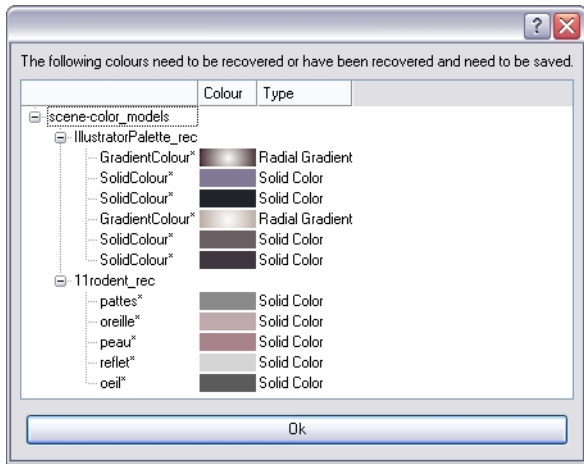 ?
The following colours need to be recovered or have been recovered and need to be saved.
Colour Type
scene-color_models
IllustratorPalette_rec
GradientColour* Radial Gradient
SolidColour* Solid Color
SolidColour* Solid Color
GradientColour* Radial Gradient
SolidColour* Solid Color
SolidColour* Solid Color
11rodent_rec
pattes* Solid Color
oreille* Solid Color
peau* Solid Color
reflet* Solid Color
oeil* Solid Color
Ok